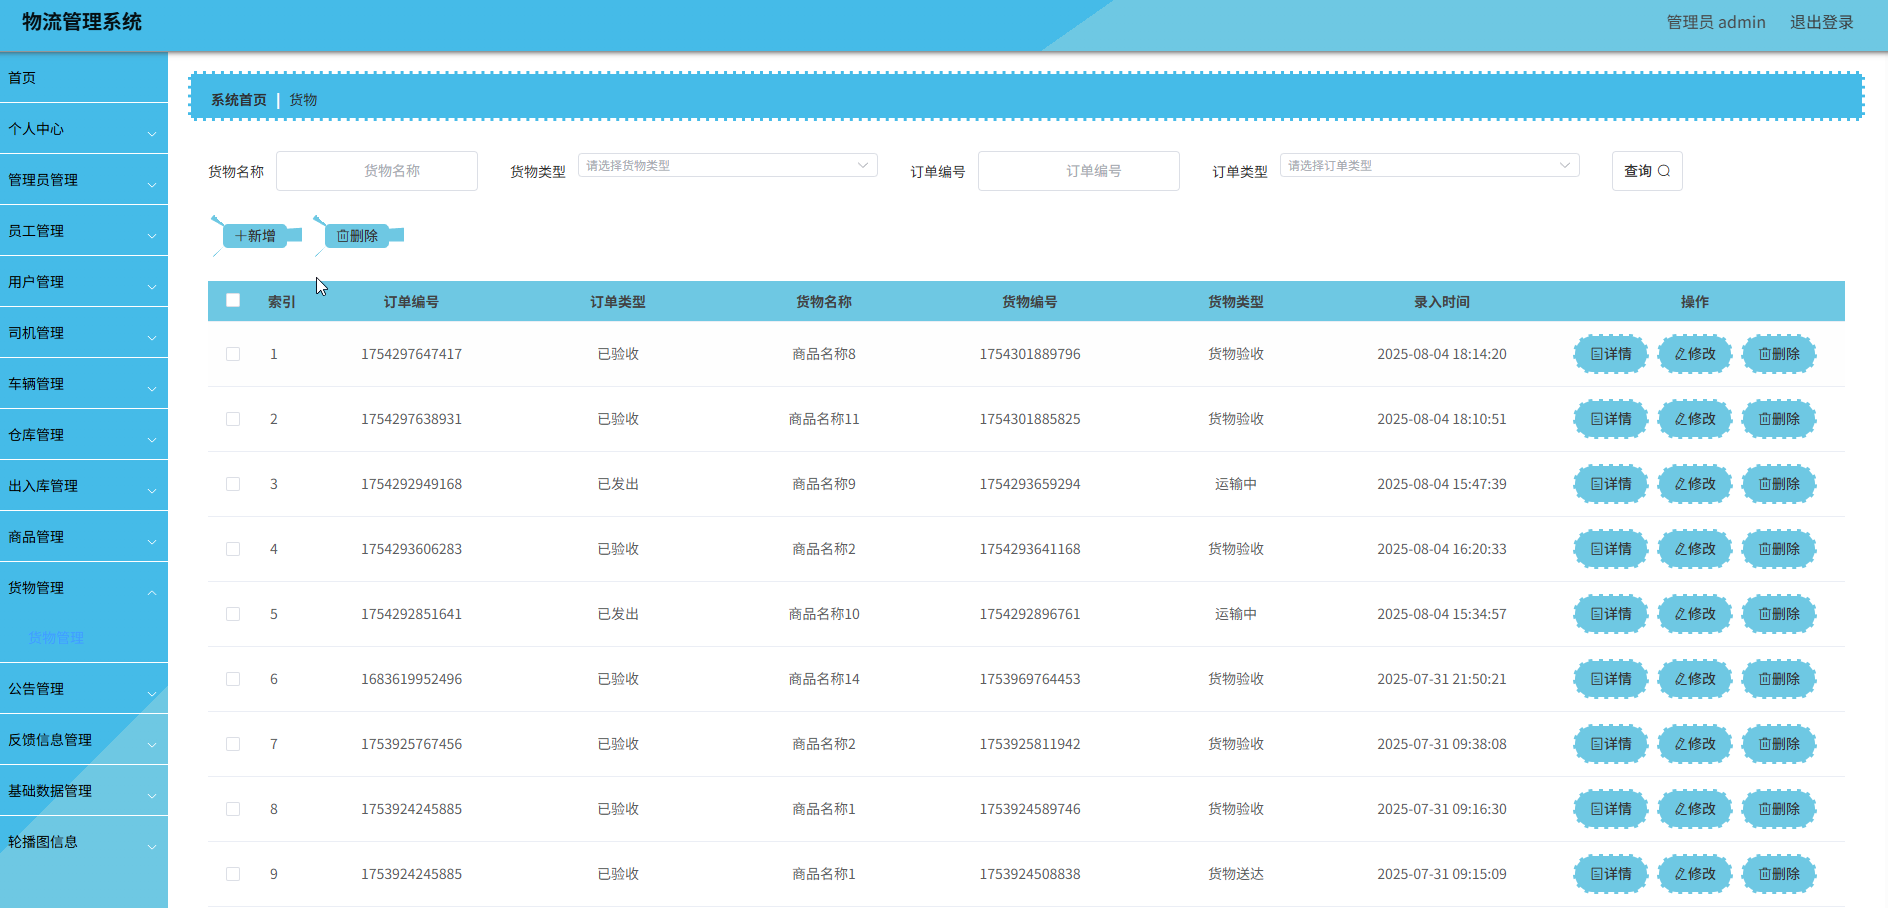 物流管理系统
管理员 admin 退出登录
首页
个人中心
管理员管理
员工管理
用户管理
司机管理
车辆管理
仓库管理
出入库管理
商品管理
货物管理
货物管理
公告管理
反馈信息管理
基础数据管理
轮播图信息
系统首页 | 货物
货物名称 货物名称 货物类型 请选择货物类型 订单编号 订单编号 订单类型 请选择订单类型 查询
新增 删除
索引 订单编号 订单类型 货物名称 货物编号 货物类型 录入时间 操作
1 1754297647417 已验收 商品名称8 1754301889796 货物验收 2025-08-04 18:14:20 详情 修改 删除
2 1754297638931 已验收 商品名称11 1754301885825 货物验收 2025-08-04 18:10:51 详情 修改 删除
3 1754292949168 已发出 商品名称9 1754293659294 运输中 2025-08-04 15:47:39 详情 修改 删除
4 1754293606283 已验收 商品名称2 1754293641168 货物验收 2025-08-04 16:20:33 详情 修改 删除
5 1754292851641 已发出 商品名称10 1754292896761 运输中 2025-08-04 15:34:57 详情 修改 删除
6 1683619952496 已验收 商品名称14 1753969764453 货物验收 2025-07-31 21:50:21 详情 修改 删除
7 1753925767456 已验收 商品名称2 1753925811942 货物验收 2025-07-31 09:38:08 详情 修改 删除
8 1753924245885 已验收 商品名称1 1753924589746 货物验收 2025-07-31 09:16:30 详情 修改 删除
9 1753924245885 已验收 商品名称1 1753924508838 货物送达 2025-07-31 09:15:09 详情 修改 删除